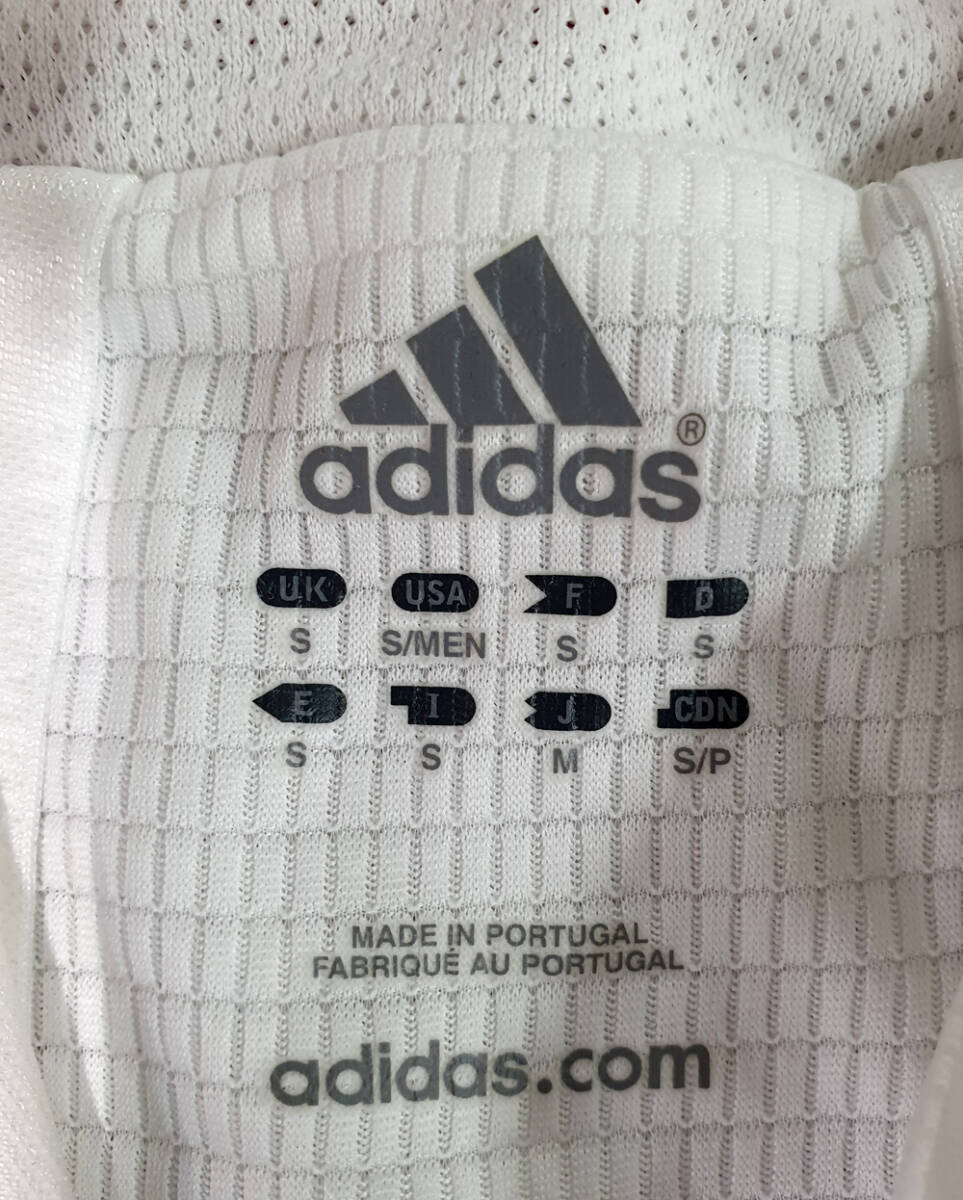 adidas®
UK USA F D
S S/MEN S S
E I J CDN
S S M S/P
MADE IN PORTUGAL
FABRIQUÉ AU PORTUGAL
adidas.com